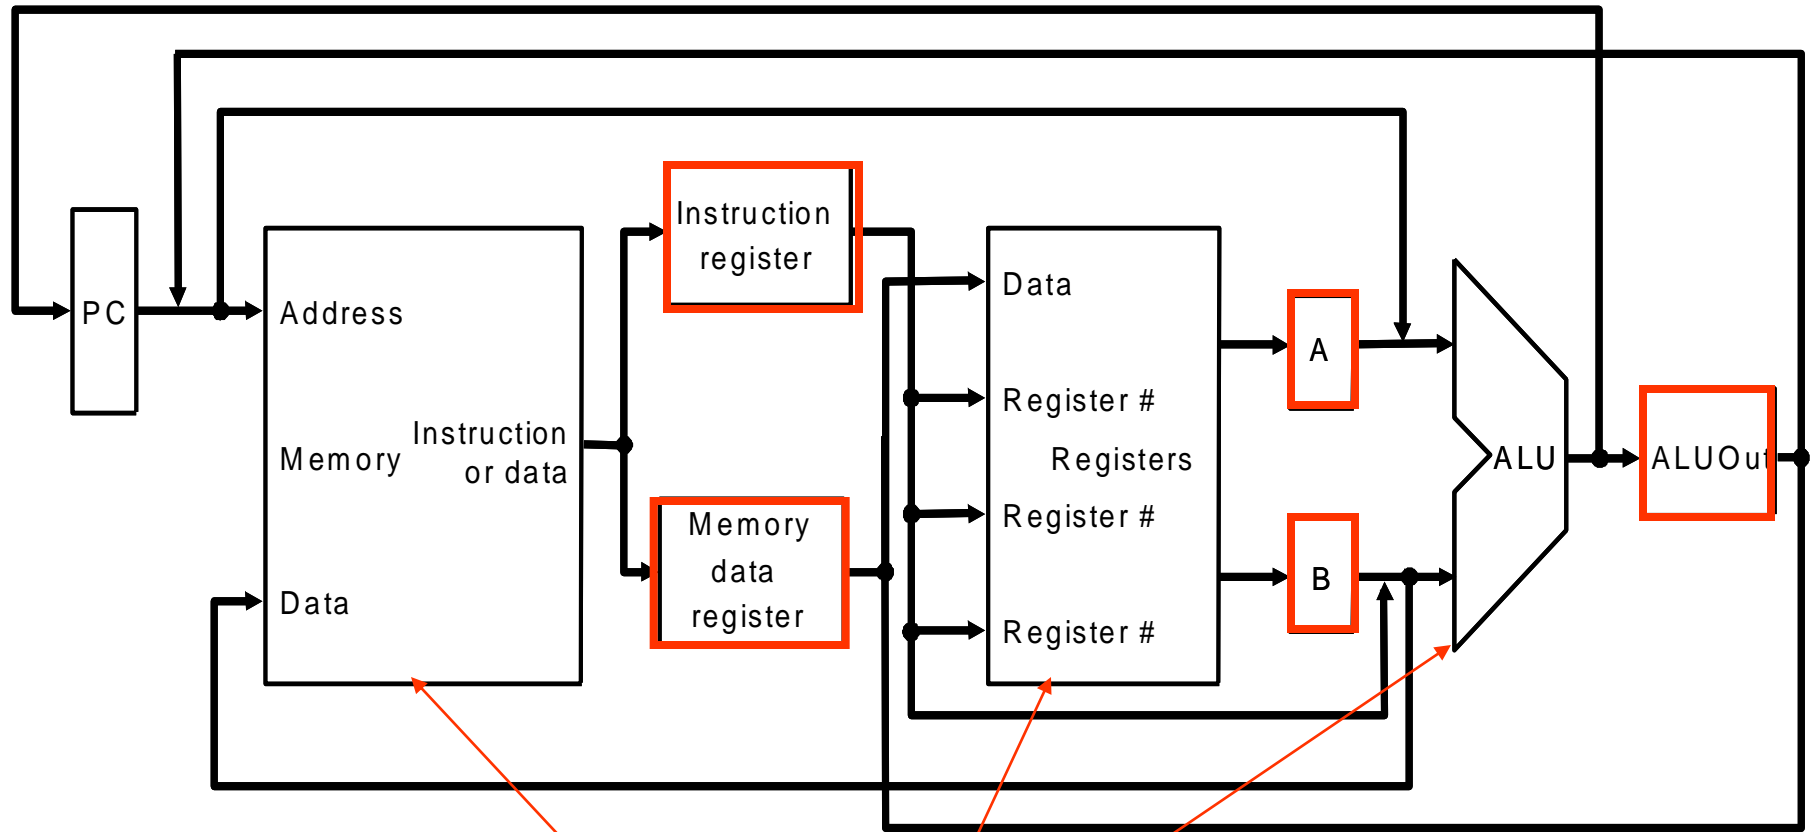 PC
Address
Memory
Instruction
or data
Data
Instruction
register
Memory
data
register
Data
Register #
Registers
Register #
Register #
A
B
ALU
ALUOut